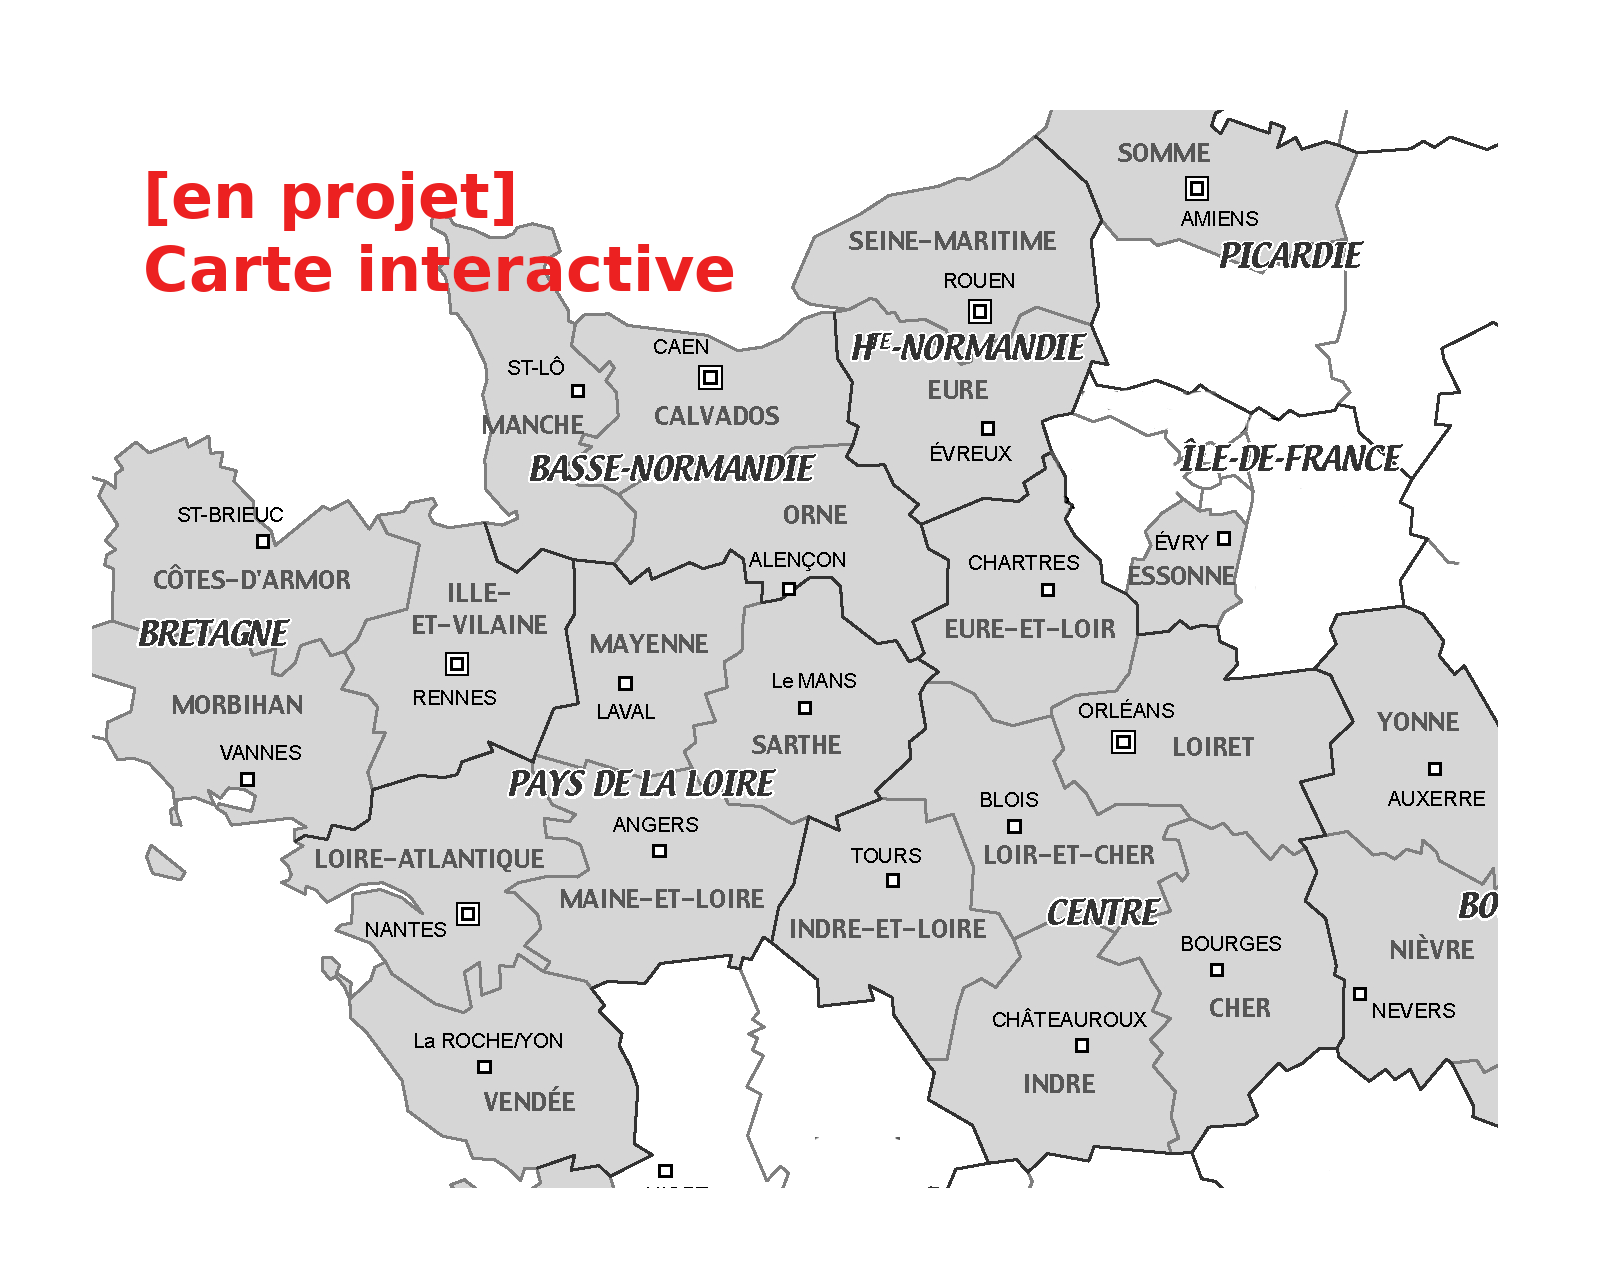 [en projet]
Carte interactive
SOMME
AMIENS
PICARDIE
SEINE-MARITIME
ROUEN
HTE-NORMANDIE
EURE
ÉVREUX
CAEN
ST-LÔ
CALVADOS
MANCHE
BASSE-NORMANDIE
ORNE
ALENÇON
ÎLE-DE-FRANCE
ÉVRY
ESSONNE
CHARTRES
EURE-ET-LOIR
ST-BRIEUC
CÔTES-D'ARMOR
BRETAGNE
ILLE-
ET-VILAINE
RENNES
MORBIHAN
VANNES
MAYENNE
LAVAL
Le MANS
SARTHE
ORLÉANS
LOIRET
YONNE
AUXERRE
PAYS DE LA LOIRE
ANGERS
LOIRE-ATLANTIQUE
MAINE-ET-LOIRE
NANTES
BLOIS
LOIR-ET-CHER
TOURS
INDRE-ET-LOIRE
CENTRE
BOURGES
CHER
BO
NIÈVRE
NEVERS
CHÂTEAUROUX
INDRE
La ROCHE/YON
VENDÉE